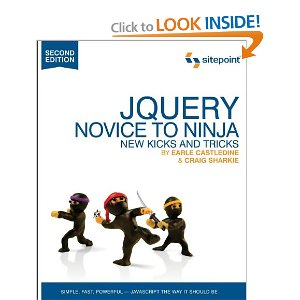 Click to LOOK INSIDE!
SECOND
EDITION
sitepoint
JQUERY
NOVICE TO NINJA
NEW KICKS AND TRICKS
BY EARLE CASTLEDINE
& CRAIG SHARKIE
SIMPLE, FAST, POWERFUL—JAVASCRIPT THE WAY IT SHOULD BE